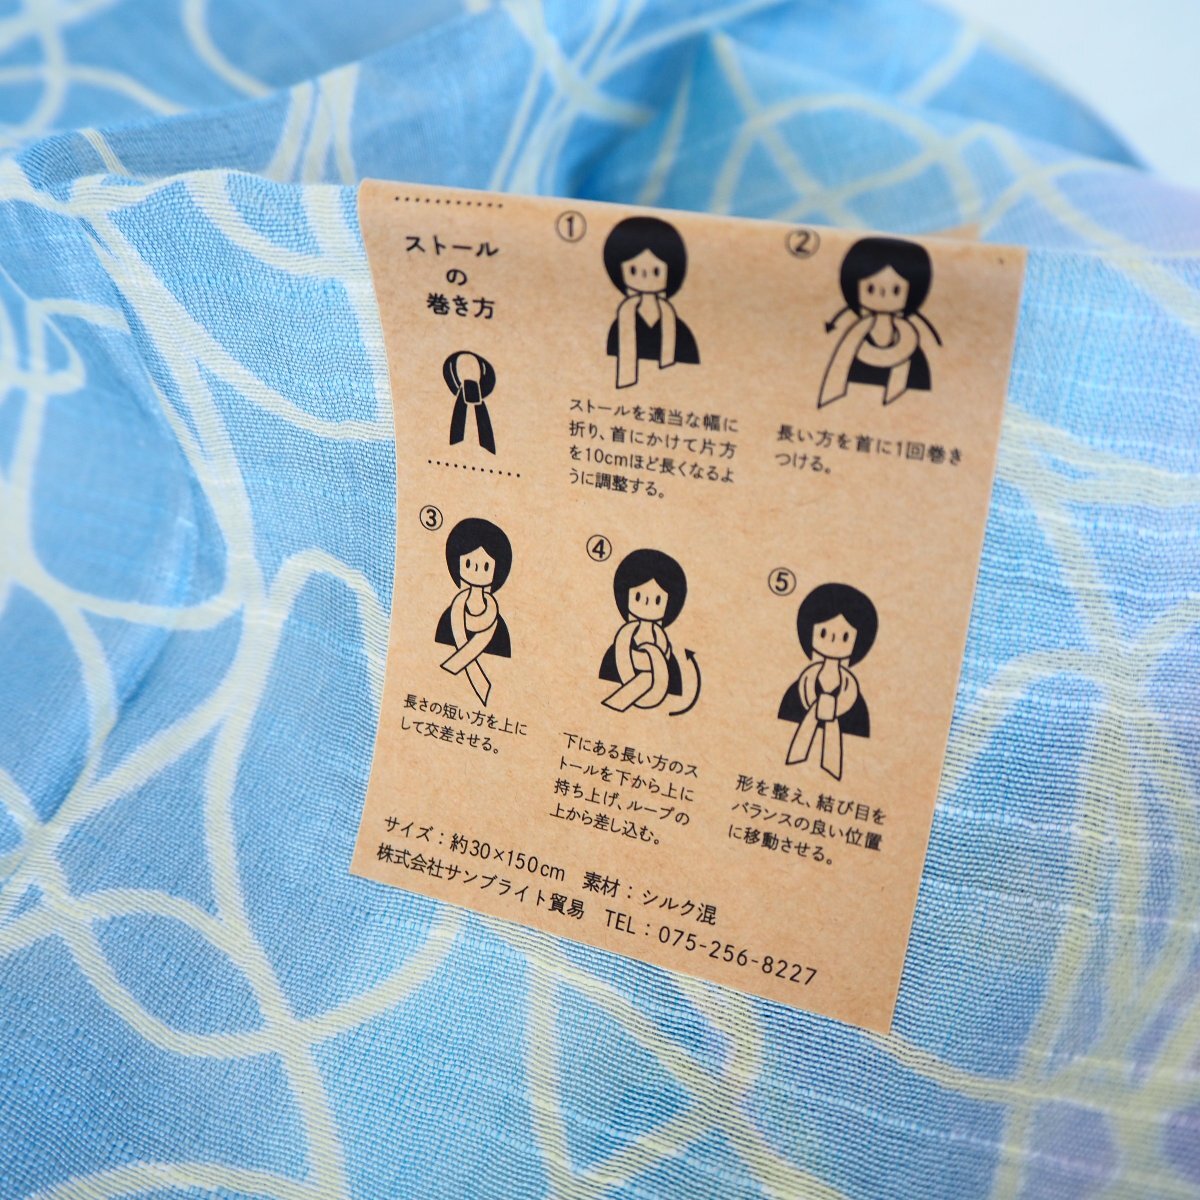 ストール
の
巻き方
①
ストールを適当な幅に
折り、首にかけて片方
を10cmほど長くなるよ
うに調整する。
②
長い方を首に1回巻き
つける。
③
長さの短い方を上に
して交差させる。
④
下にある長い方のス
トールを下から上に
持ち上げ、ループの
上から差し込む。
⑤
形を整え、結び目を
バランスの良い位置
に移動させる。
サイズ：約30×150cm 素材：シルク混
株式会社サンブライト貿易 TEL：075-256-8227